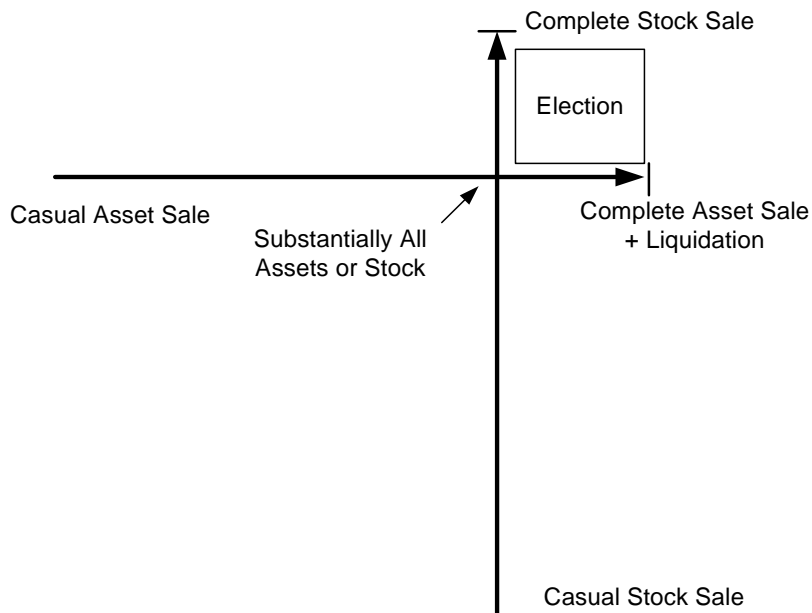 Complete Stock Sale
Election
Casual Asset Sale
Substantially All
Assets or Stock
Complete Asset Sale
+ Liquidation
Casual Stock Sale